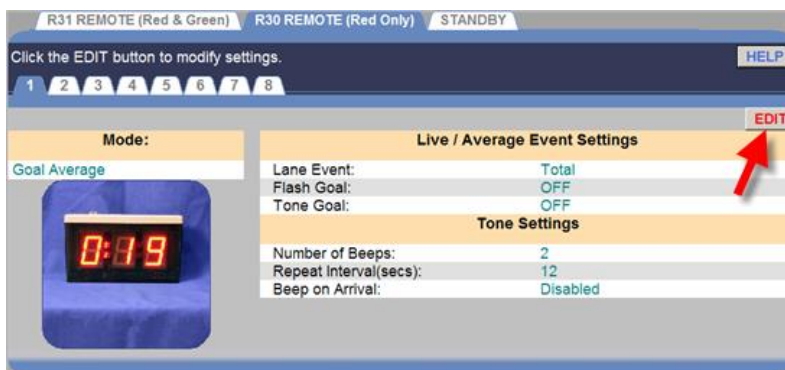 R31 REMOTE (Red & Green) R30 REMOTE (Red Only) STANDBY
Click the EDIT button to modify settings. HELP
1 2 3 4 5 6 7 8
EDIT
Mode: Live / Average Event Settings
Goal Average Lane Event: Total
Flash Goal: OFF
Tone Goal: OFF
Tone Settings
0:19 Number of Beeps: 2
Repeat Interval(secs): 12
Beep on Arrival: Disabled